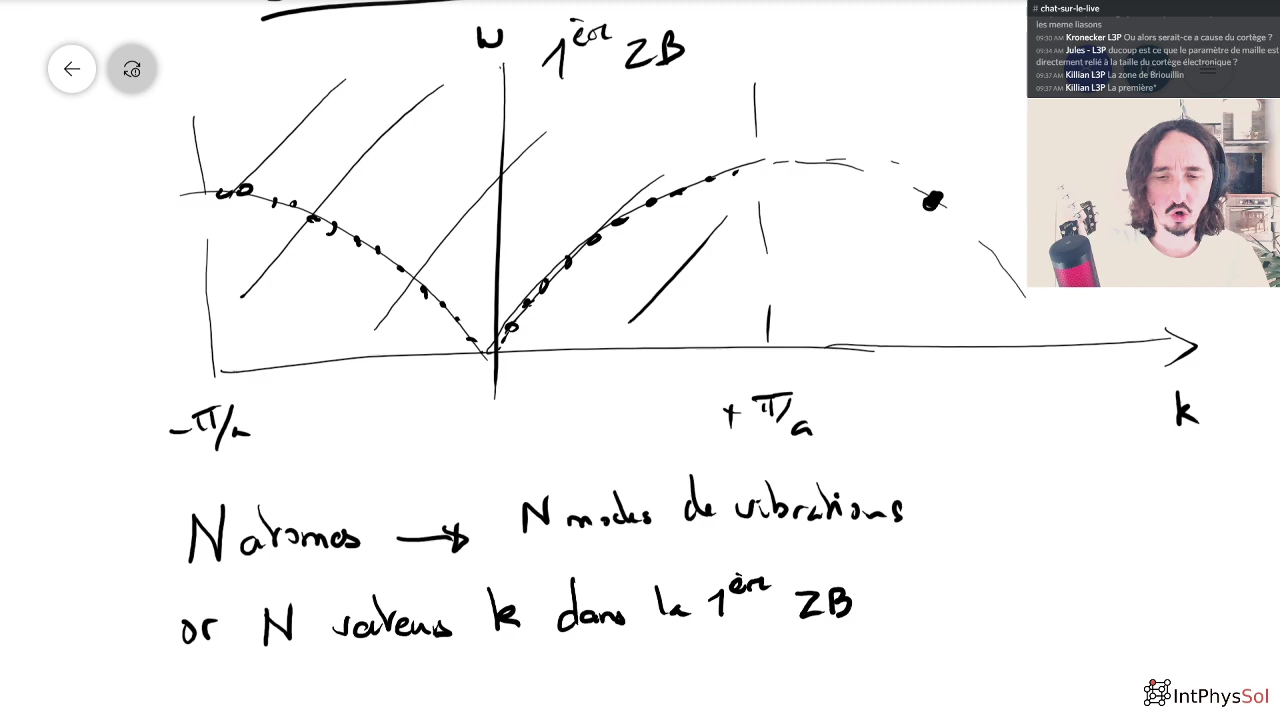 # chat-sur-le-live
les meme liasons
09:30 AM Kronecker L3P Ou alors serait-ce a cause du cortège ?
09:34 AM Jules - L3P ducoup est ce que le paramètre de maille est
directement relié à la taille du cortège électronique ?
09:37 AM Killian L3P La zone de Briouillin
09:37 AM Killian L3P La première*
ω 1ère ZB
-π/a +π/a k
N atomes → N modes de vibrations
or N valeurs k dans la 1ère ZB
IntPhysSol